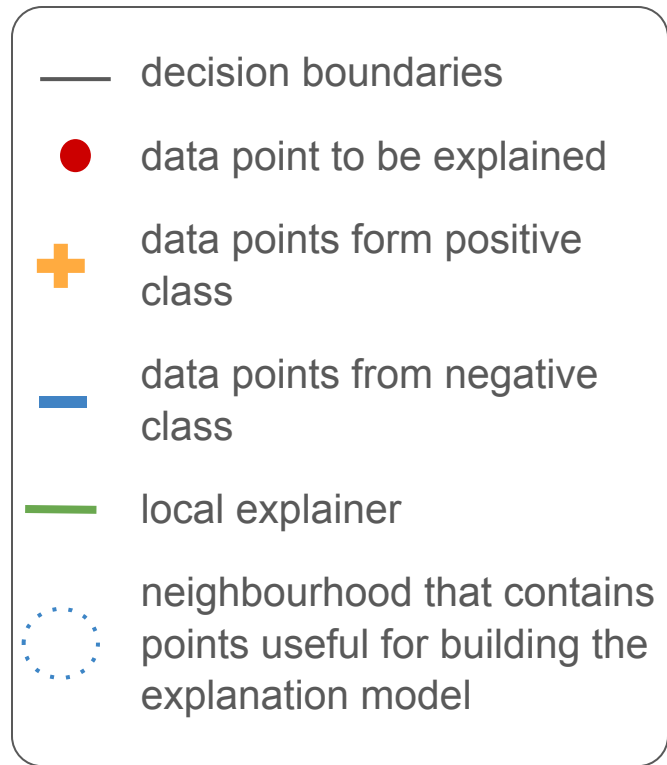 decision boundaries
data point to be explained
data points form positive
class
data points from negative
class
local explainer
neighbourhood that contains
points useful for building the
explanation model